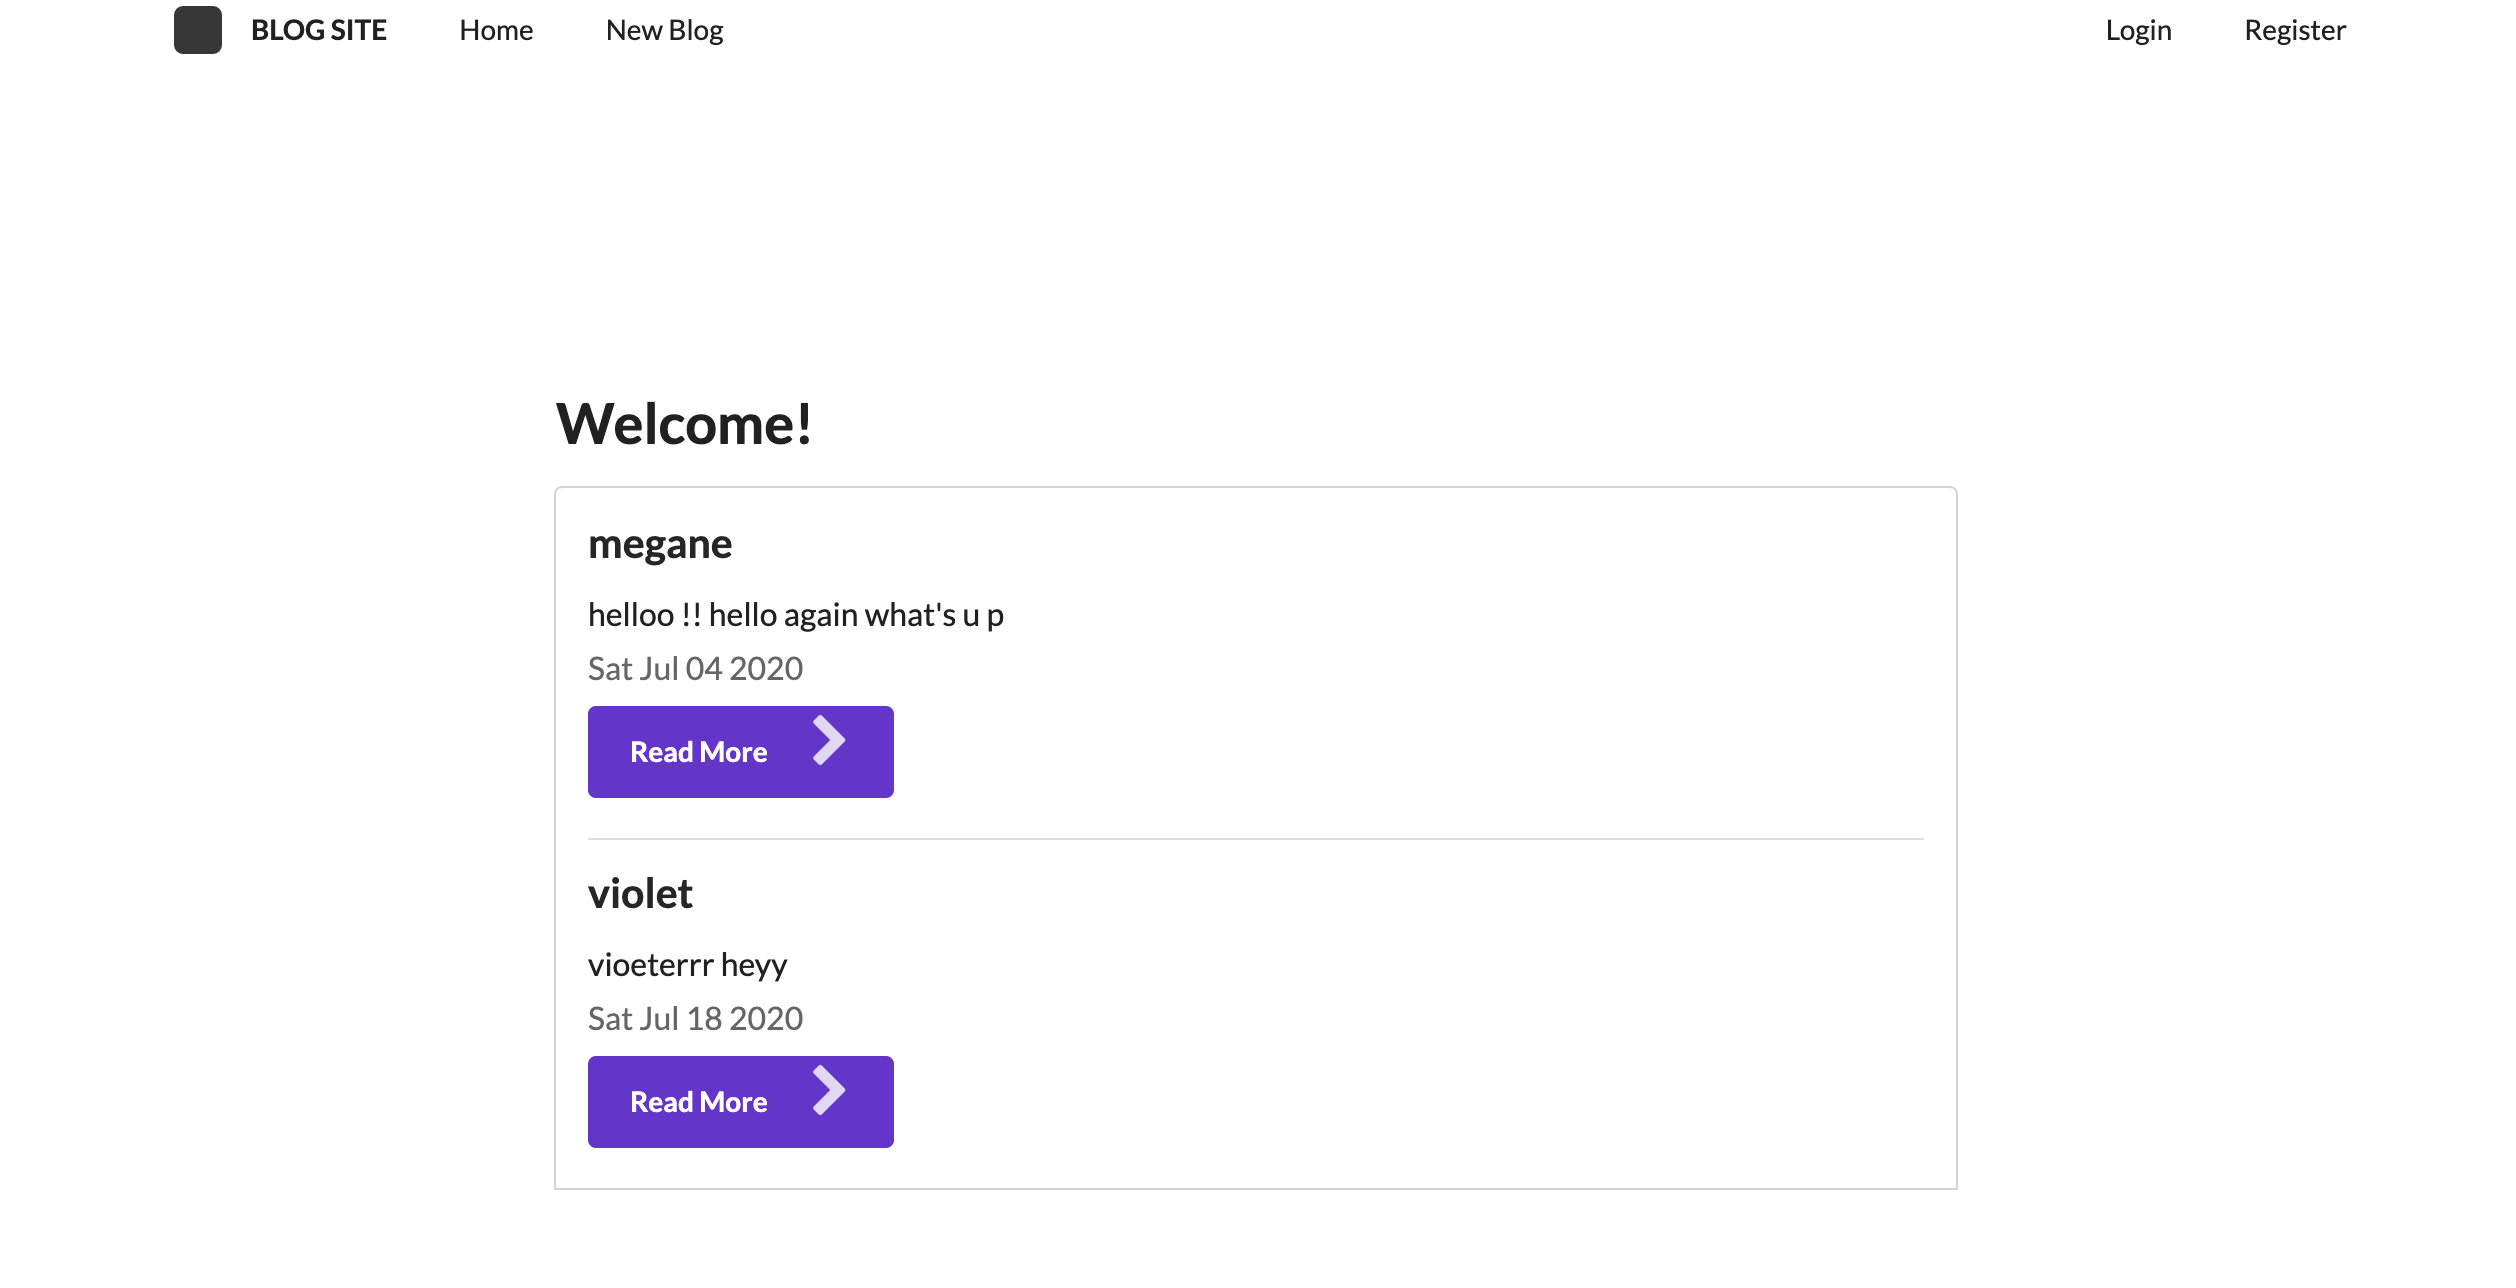 BLOG SITE Home New Blog Login Register
Welcome!
megane
helloo !! hello again what's u p
Sat Jul 04 2020
Read More
violet
vioeterrr heyy
Sat Jul 18 2020
Read More